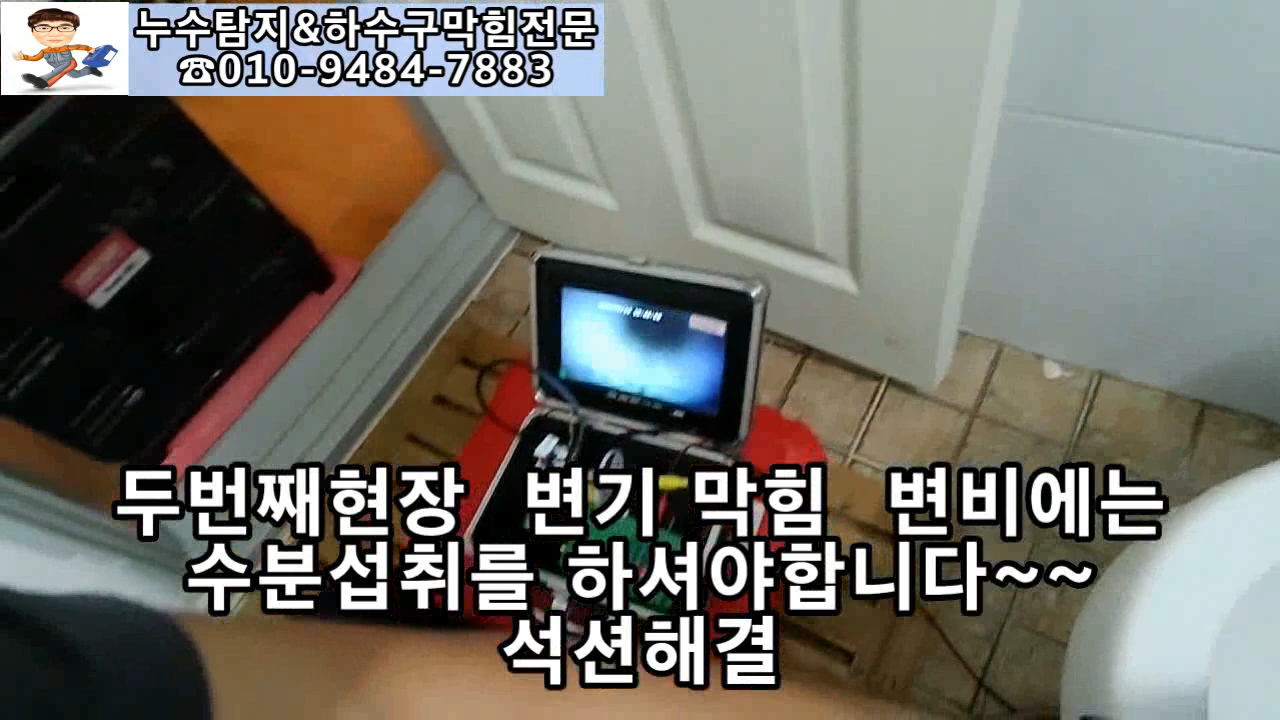 누수탐지&하수구막힘전문
☎010-9484-7883
두번째현장 변기 막힘 변비에는
수분섭취를 하셔야합니다~~
석션해결